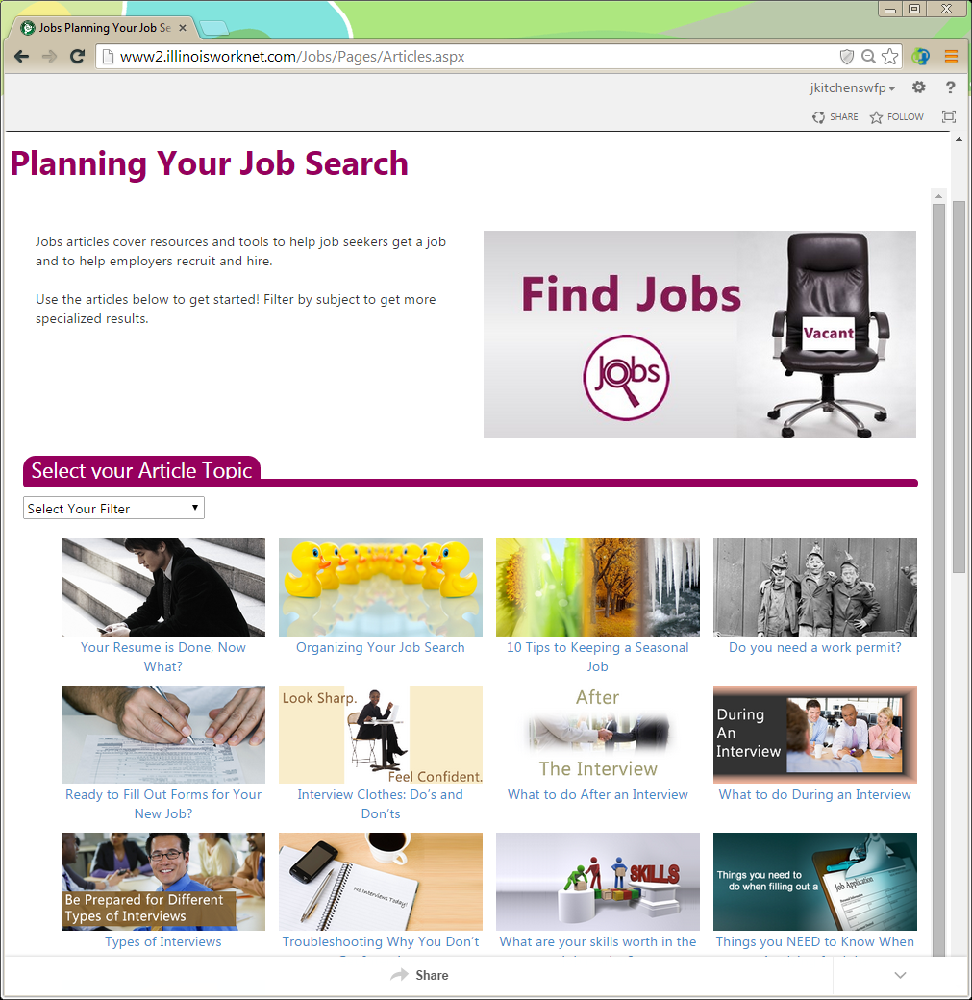 Jobs Planning Your Job Se
www2.illinoisworknet.com/Jobs/Pages/Articles.aspx
jkitchenswfp
?
SHARE
FOLLOW
Planning Your Job Search
Jobs articles cover resources and tools to help job seekers get a job
and to help employers recruit and hire.
Use the articles below to get started! Filter by subject to get more
specialized results.
Find Jobs
Jobs
Vacant
Select your Article Topic
Select Your Filter
Your Resume is Done, Now
What?
Organizing Your Job Search
10 Tips to Keeping a Seasonal
Job
Do you need a work permit?
Ready to Fill Out Forms for Your
New Job?
Look Sharp.
Feel Confident.
Interview Clothes: Do's and
Don'ts
After
The Interview
What to do After an Interview
During
An
Interview
What to do During an Interview
Be Prepared for Different
Types of Interviews
Types of Interviews
No Interviews Today!
Troubleshooting Why You Don't
SKILLS
What are your skills worth in the
Things you need to
do when filling out a
Job Application
Things you NEED to Know When
Share